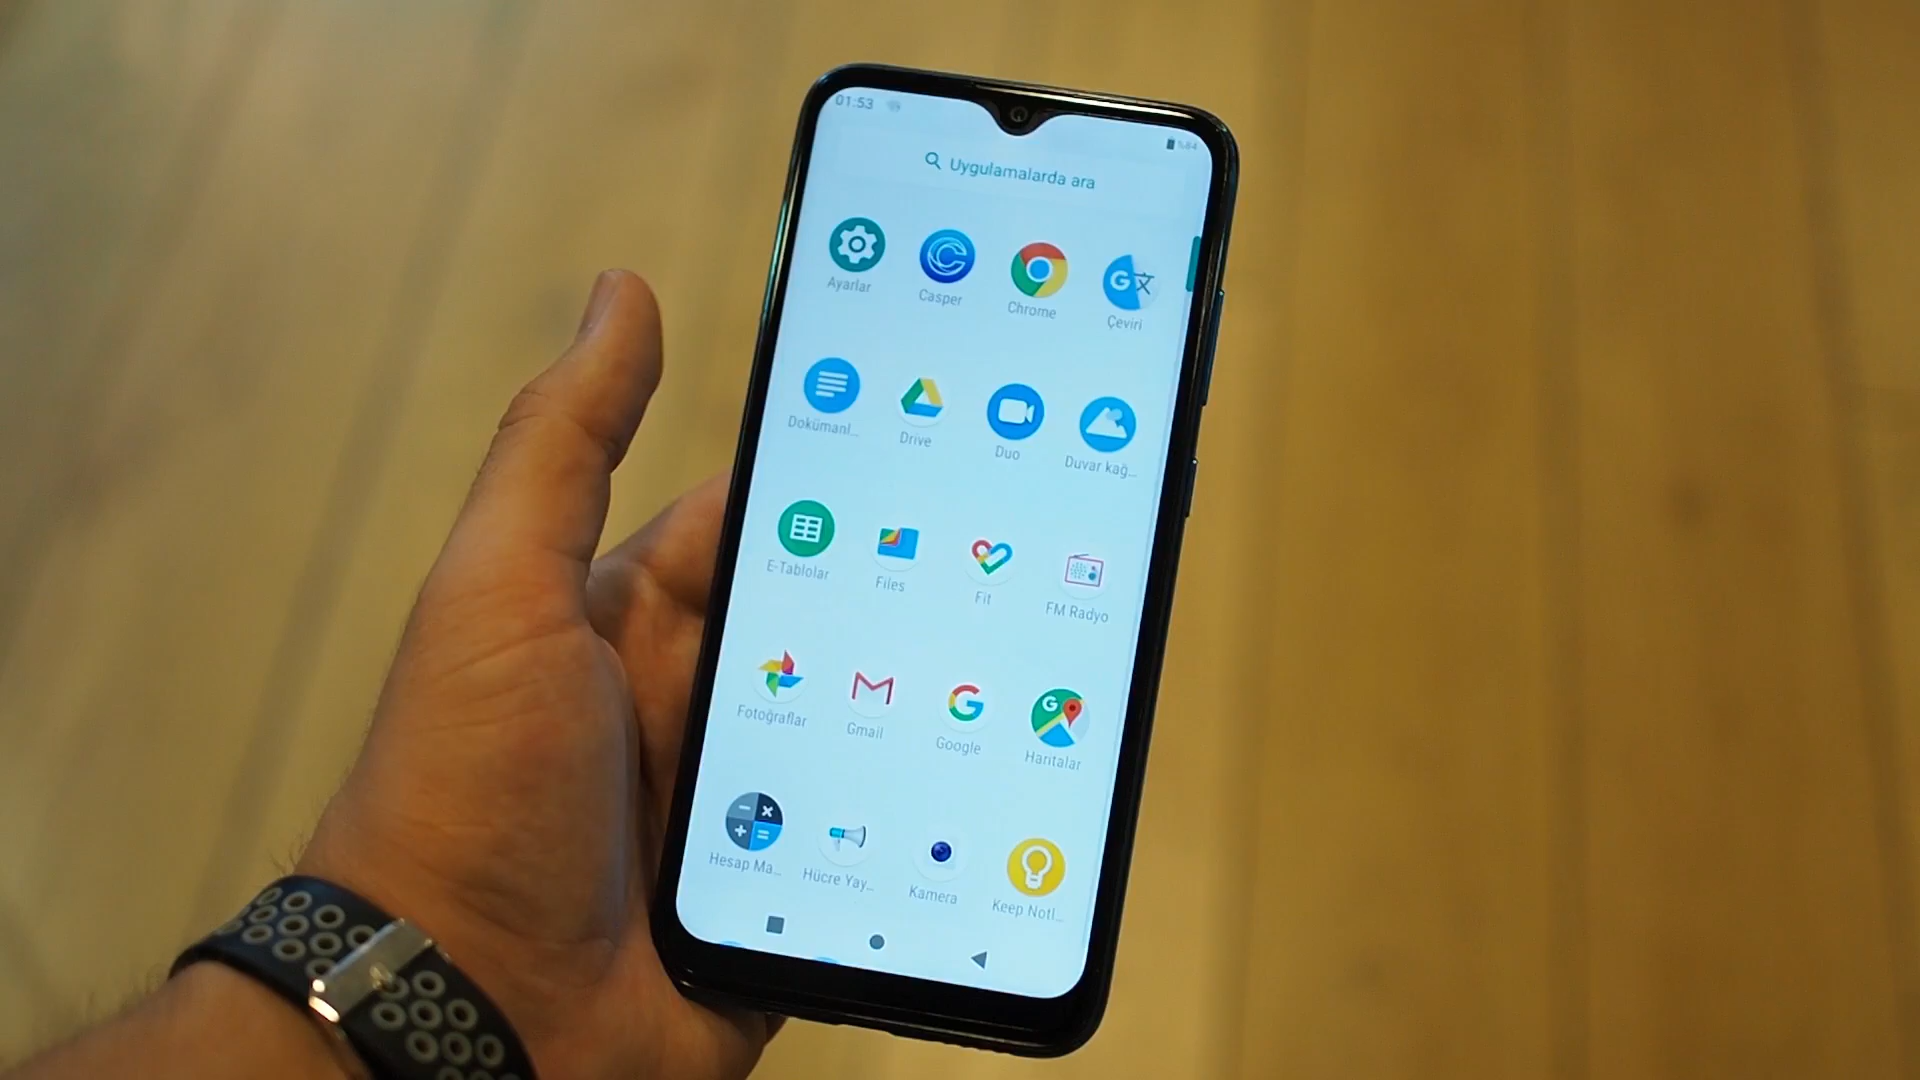 01:53
%84
Uygulamalarda ara
Ayarlar
Casper
Chrome
Çeviri
Dokümanl...
Drive
Duo
Duvar kağ...
E-Tablolar
Files
Fit
FM Radyo
Fotoğraflar
Gmail
Google
Haritalar
Hesap Ma...
Hücre Yay...
Kamera
Keep Notl...